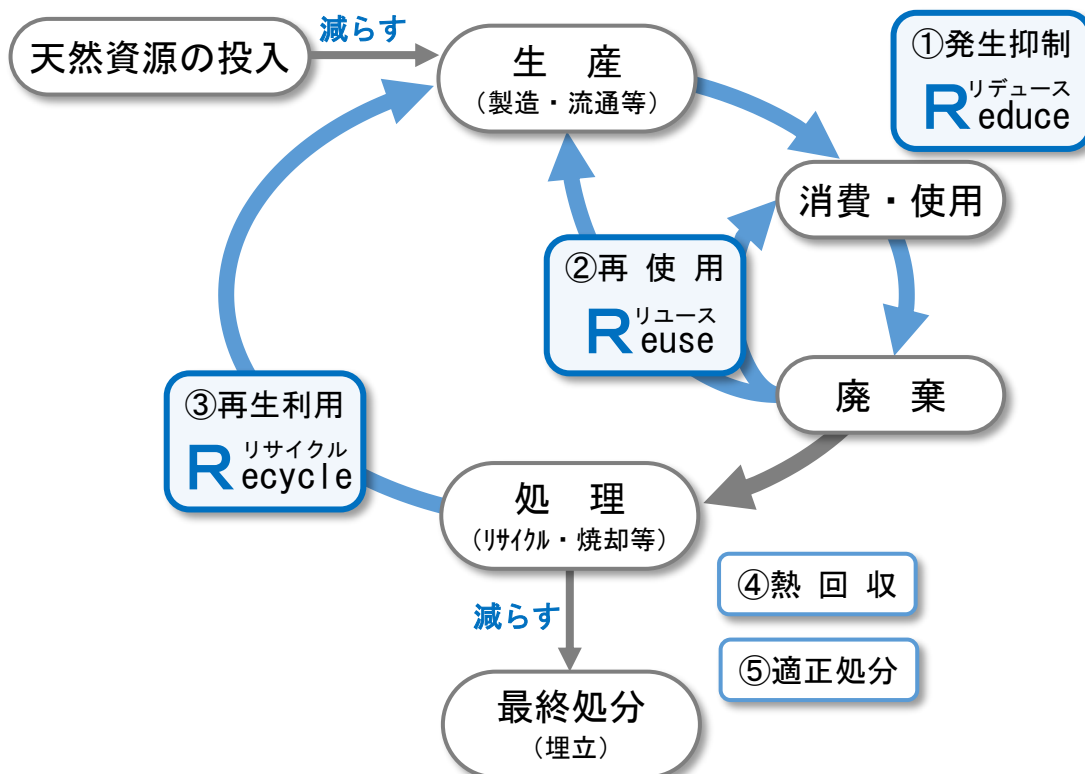 天然資源の投入
減らす
生　産
（製造・流通等）
①発生抑制
リデュース
Reduce
消費・使用
②再 使 用
リユース
Reuse
廃　棄
③再生利用
リサイクル
Recycle
処　理
（ﾘｻｲｸﾙ・焼却等）
④熱 回 収
減らす
⑤適正処分
最終処分
（埋立）